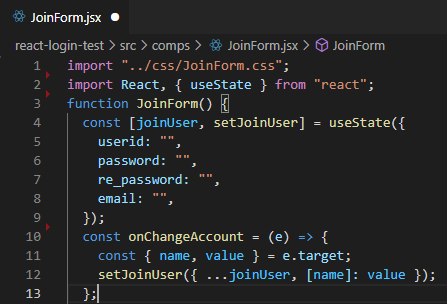 JoinForm.jsx
react-login-test > src > comps > JoinForm.jsx > JoinForm
1 import "../css/JoinForm.css";
2 import React, { useState } from "react";
3 function JoinForm() {
4 const [joinUser, setJoinUser] = useState({
5 userid: "",
6 password: "",
7 re_password: "",
8 email: "",
9 });
10 const onChangeAccount = (e) => {
11 const { name, value } = e.target;
12 setJoinUser({ ...joinUser, [name]: value });
13 };